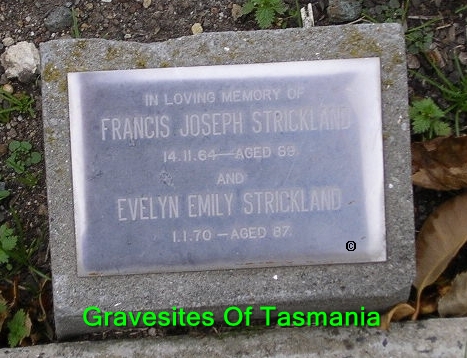 IN LOVING MEMORY OF
FRANCIS JOSEPH STRICKLAND
14.11.64—AGED 89
AND
EVELYN EMILY STRICKLAND
1.1.70 — AGED 87.
©
Gravesites Of Tasmania